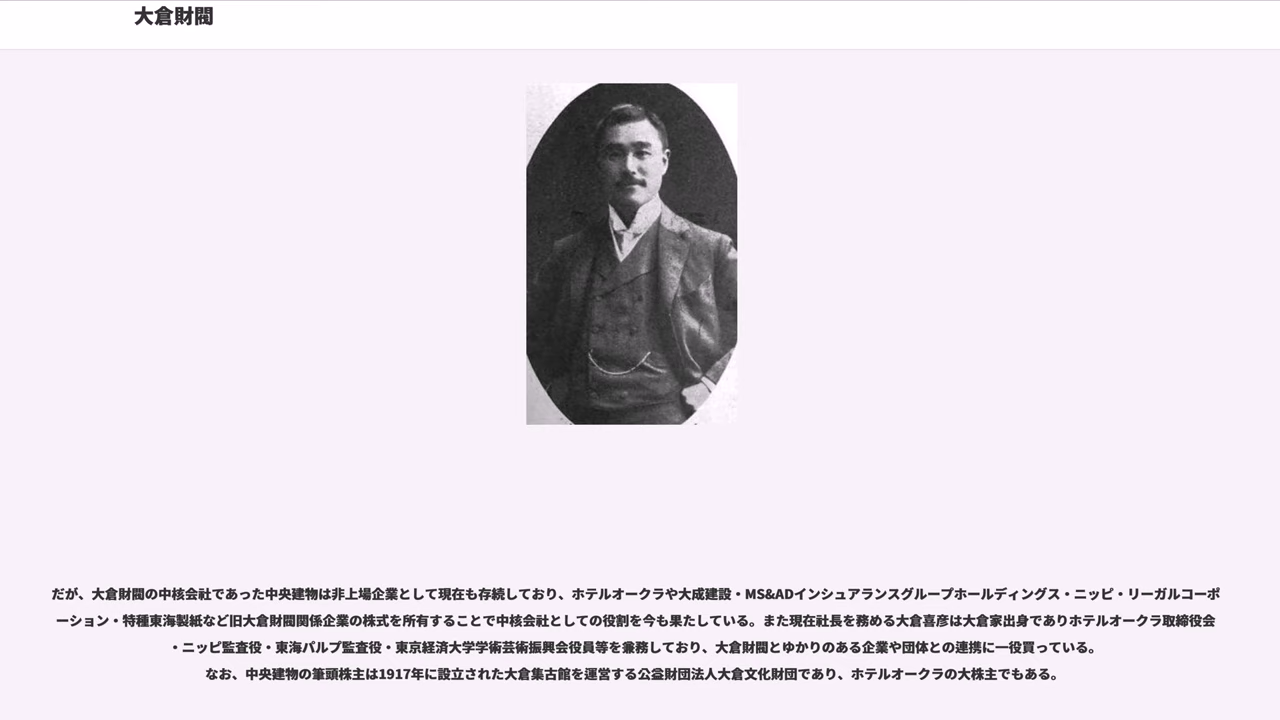 大倉財閥
だが、大倉財閥の中核会社であった中央建物は非上場企業として現在も存続しており、ホテルオークラや大成建設・MS&ADインシュアランスグループホールディングス・ニッピ・リーガルコーポ
ーション・特種東海製紙など旧大倉財閥関係企業の株式を所有することで中核会社としての役割を今も果たしている。また現在社長を務める大倉喜彦は大倉家出身でありホテルオークラ取締役会
・ニッピ監査役・東海パルプ監査役・東京経済大学学術芸術振興会役員等を兼務しており、大倉財閥とゆかりのある企業や団体との連携に一役買っている。
なお、中央建物の筆頭株主は1917年に設立された大倉集古館を運営する公益財団法人大倉文化財団であり、ホテルオークラの大株主でもある。